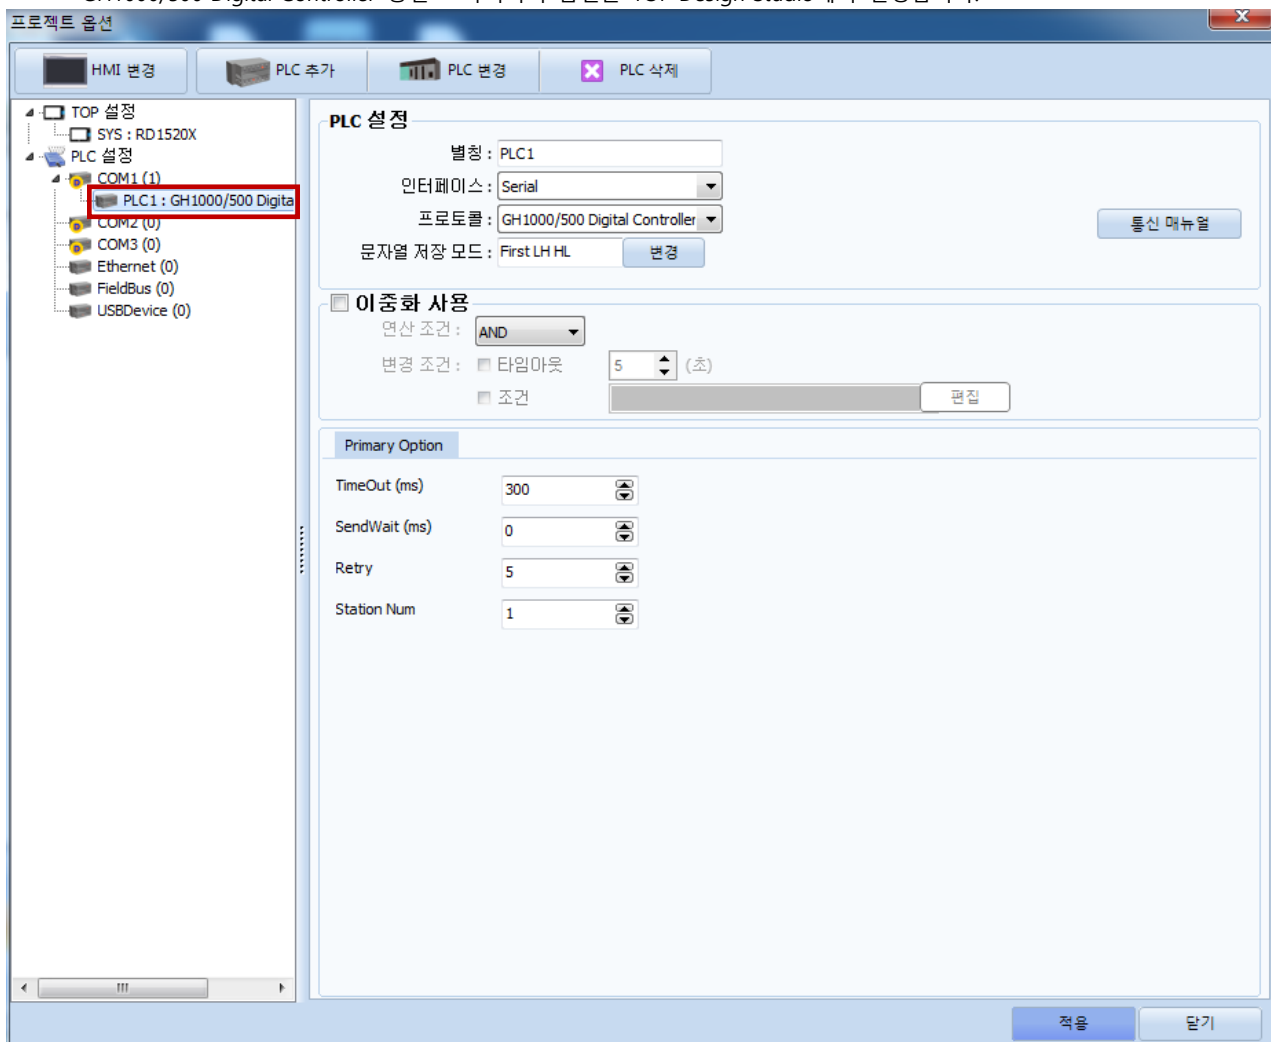 프로젝트 옵션
X
HMI 변경
PLC 추가
PLC 변경
PLC 삭제
TOP 설정
SYS : RD1520X
PLC 설정
COM1 (1)
PLC1 : GH1000/500 Digita
COM2 (0)
COM3 (0)
Ethernet (0)
FieldBus (0)
USBDevice (0)
PLC 설정
별칭 : PLC1
인터페이스 : Serial
프로토콜 : GH1000/500 Digital Controller
통신 매뉴얼
문자열 저장 모드 : First LH HL 변경
이중화 사용
연산 조건 : AND
변경 조건 : 타임아웃 5 (초)
조건 편집
Primary Option
TimeOut (ms) 300
SendWait (ms) 0
Retry 5
Station Num 1
적용 닫기